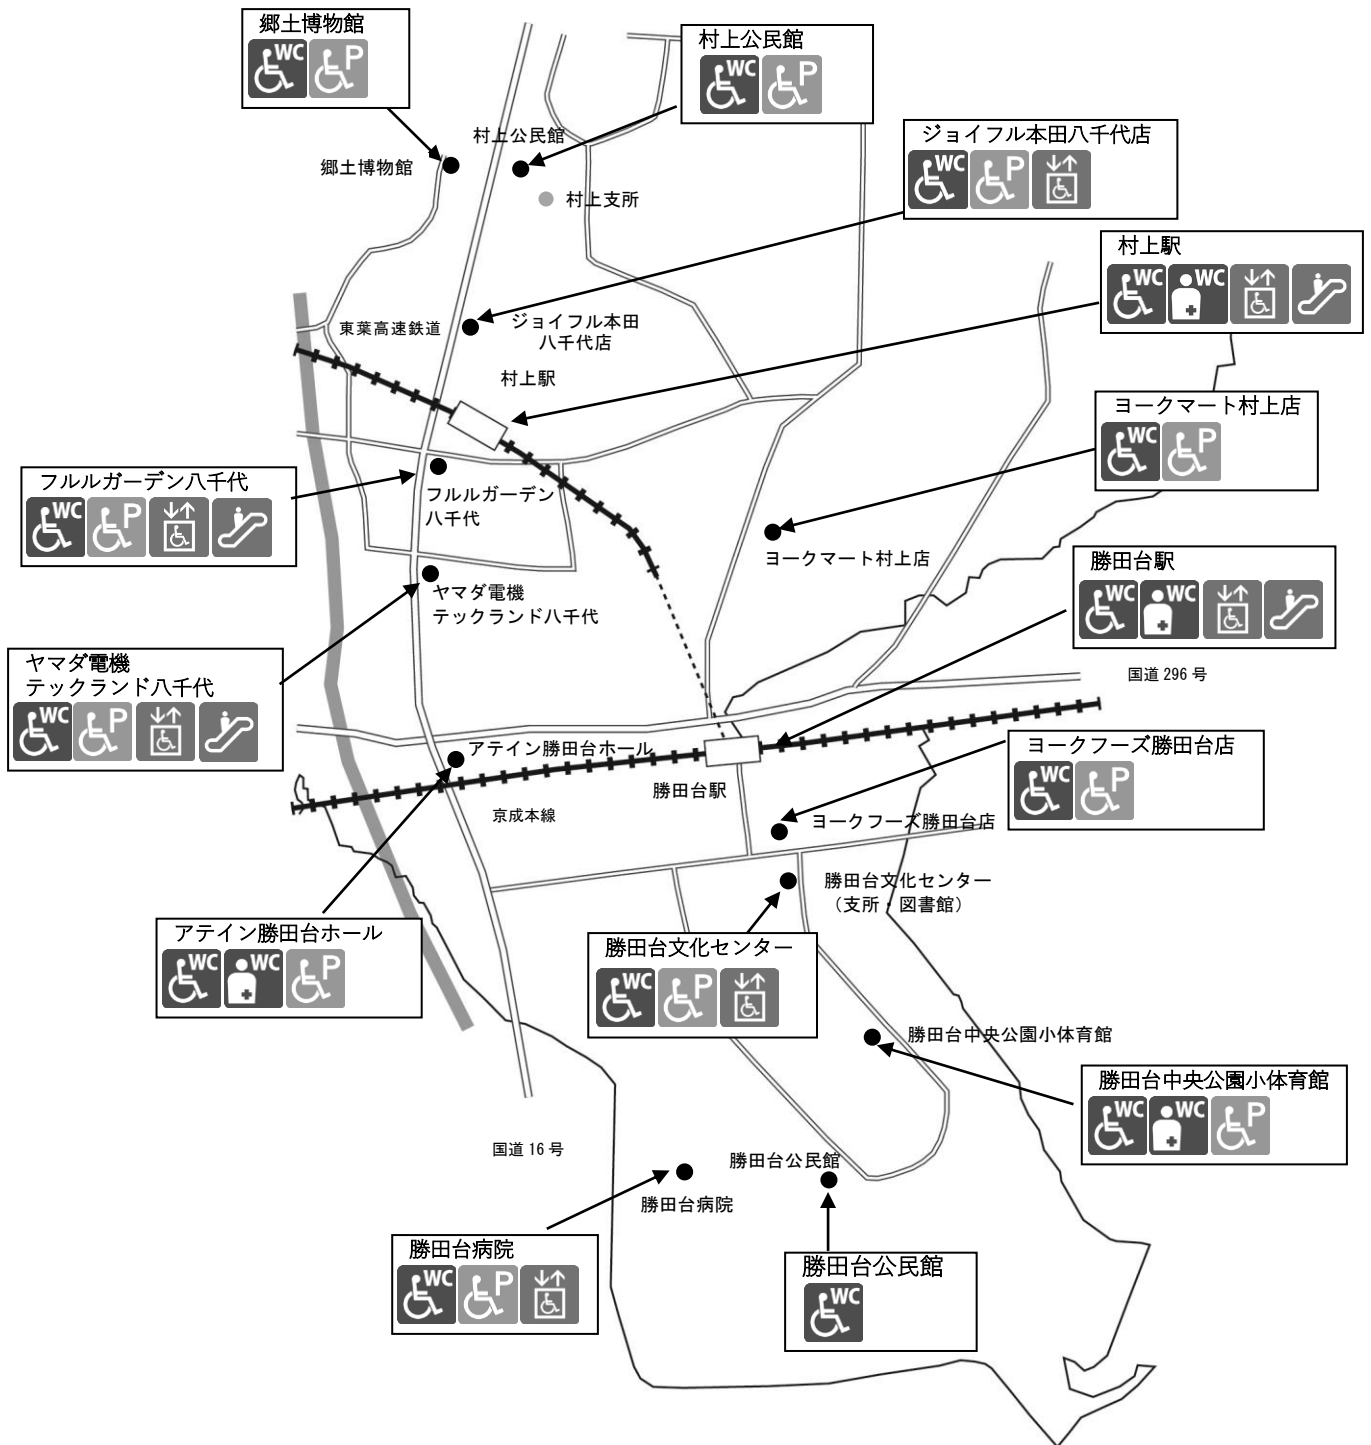 郷土博物館
WC P
村上公民館
WC P
村上公民館
郷土博物館
村上支所
ジョイフル本田八千代店
WC P
村上駅
WC WC
東葉高速鉄道
ジョイフル本田
八千代店
村上駅
ヨークマート村上店
WC P
フルルガーデン八千代
WC P
フルルガーデン
八千代
ヨークマート村上店
勝田台駅
WC WC
ヤマダ電機
テックランド八千代
ヤマダ電機
テックランド八千代
WC P
国道 296 号
アテイン勝田台ホール
ヨークフーズ勝田台店
WC P
勝田台駅
京成本線
ヨークフーズ勝田台店
勝田台文化センター
(支所・図書館)
アテイン勝田台ホール
WC WC P
勝田台文化センター
WC P
勝田台中央公園小体育館
勝田台中央公園小体育館
WC WC P
国道 16 号
勝田台公民館
勝田台病院
勝田台病院
WC P
勝田台公民館
WC